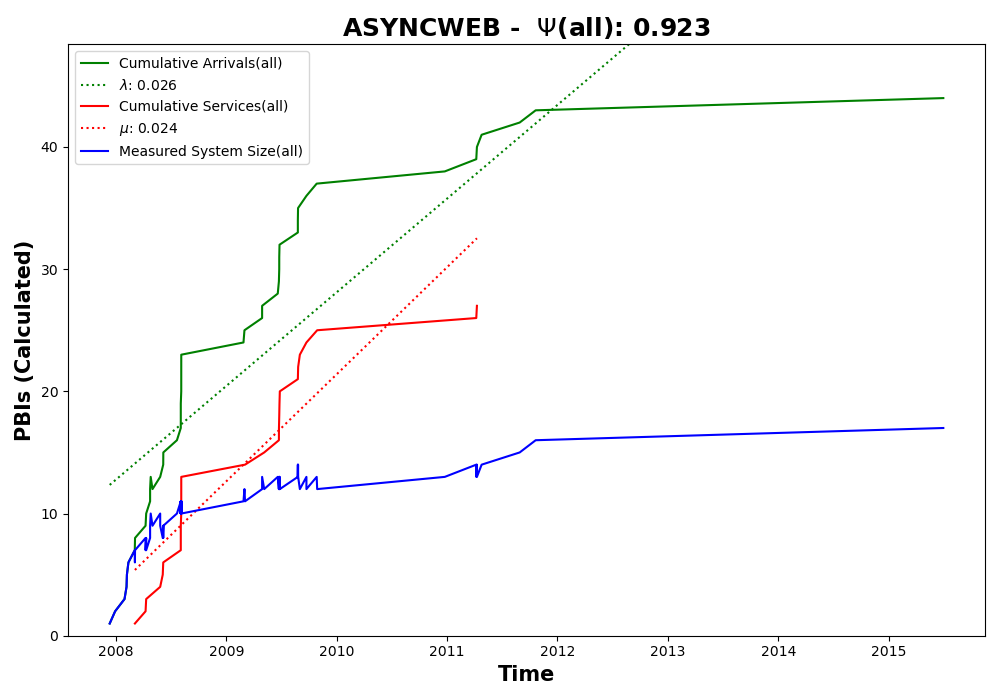 ASYNCWEB - Ψ(all): 0.923
Cumulative Arrivals(all)
λ: 0.026
Cumulative Services(all)
μ: 0.024
Measured System Size(all)
PBIs (Calculated)
40
30
20
10
0
2008 2009 2010 2011 2012 2013 2014 2015
Time